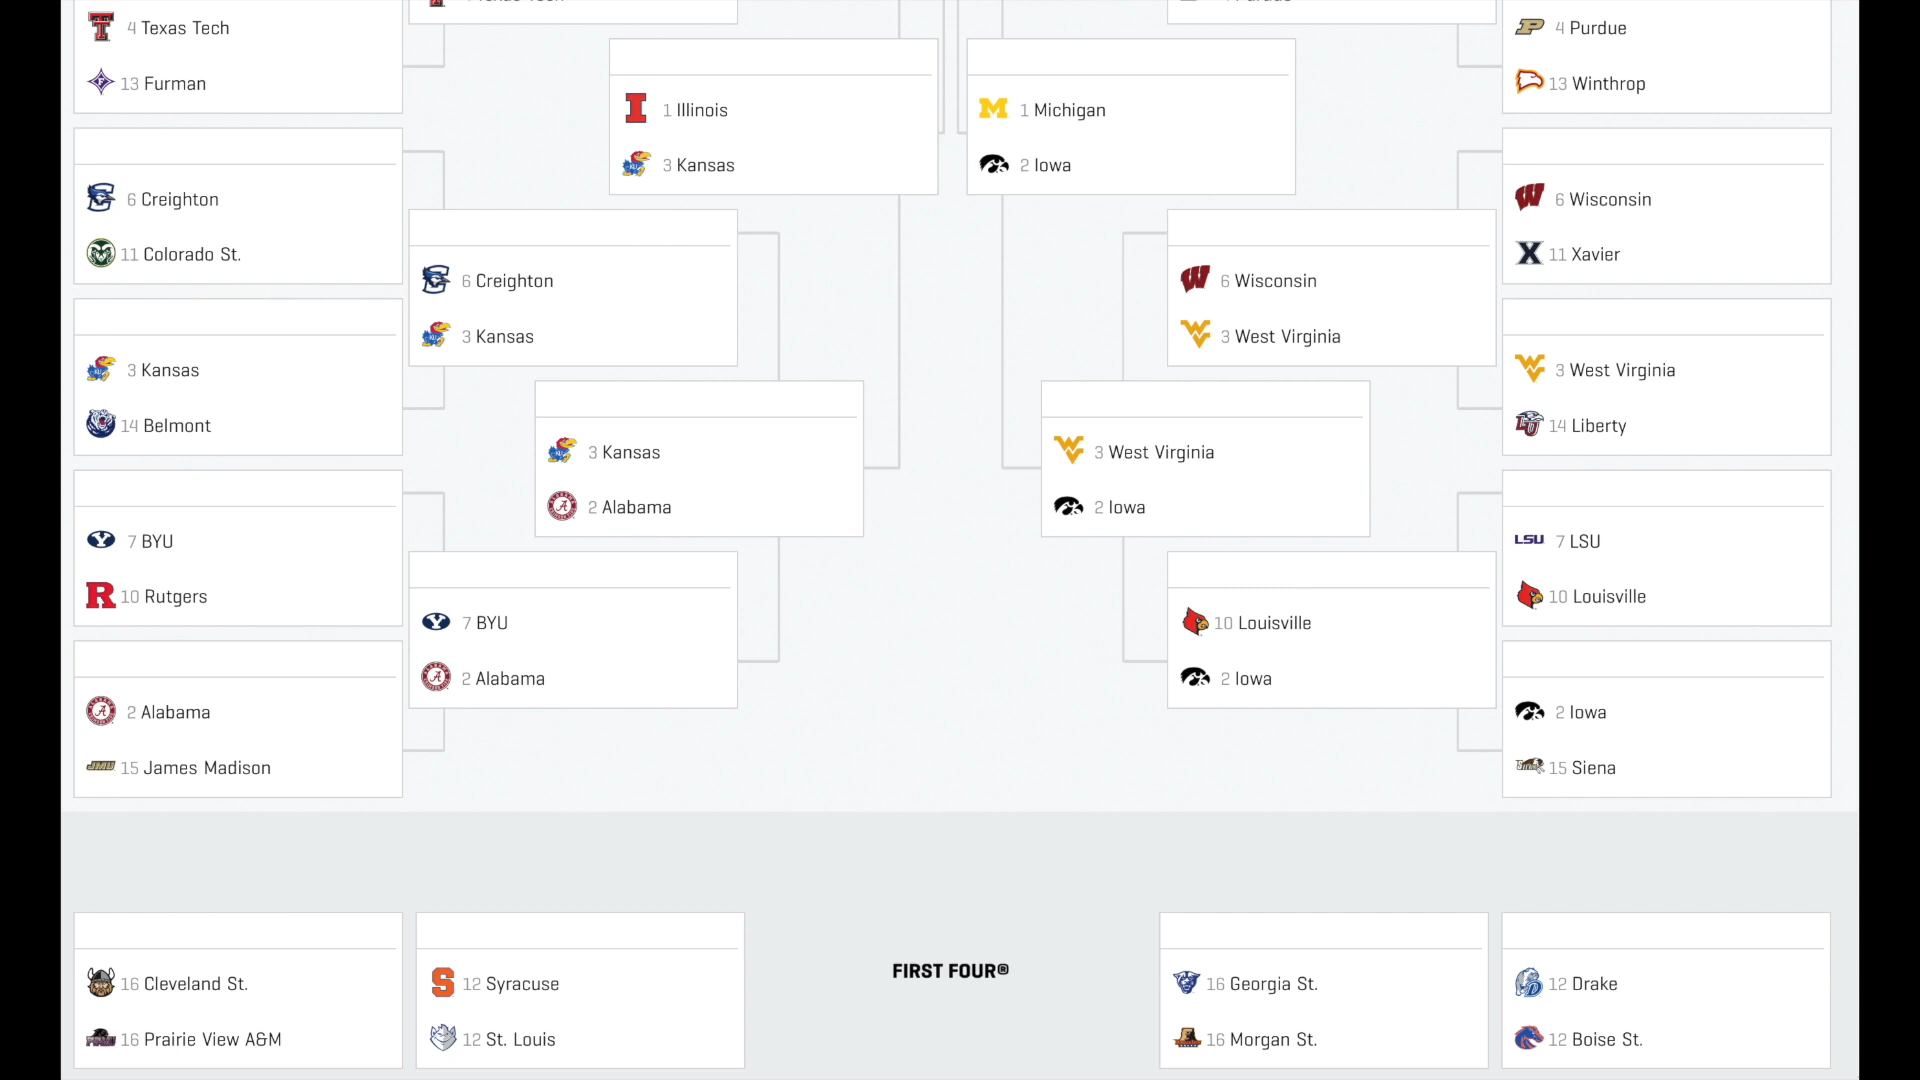 4 Texas Tech
13 Furman
6 Creighton
11 Colorado St.
3 Kansas
14 Belmont
7 BYU
10 Rutgers
2 Alabama
15 James Madison
6 Creighton
3 Kansas
7 BYU
2 Alabama
3 Kansas
2 Alabama
1 Illinois
3 Kansas
1 Michigan
2 Iowa
3 West Virginia
2 Iowa
6 Wisconsin
3 West Virginia
10 Louisville
2 Iowa
4 Purdue
13 Winthrop
6 Wisconsin
11 Xavier
3 West Virginia
14 Liberty
LSU 7 LSU
10 Louisville
2 Iowa
15 Siena
16 Cleveland St.
16 Prairie View A&M
12 Syracuse
12 St. Louis
FIRST FOUR®
16 Georgia St.
16 Morgan St.
12 Drake
12 Boise St.